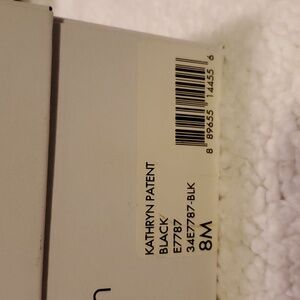 8 89655 14455 6
KATHRYN PATENT
BLACK
E7787
34E7787-BLK
8M